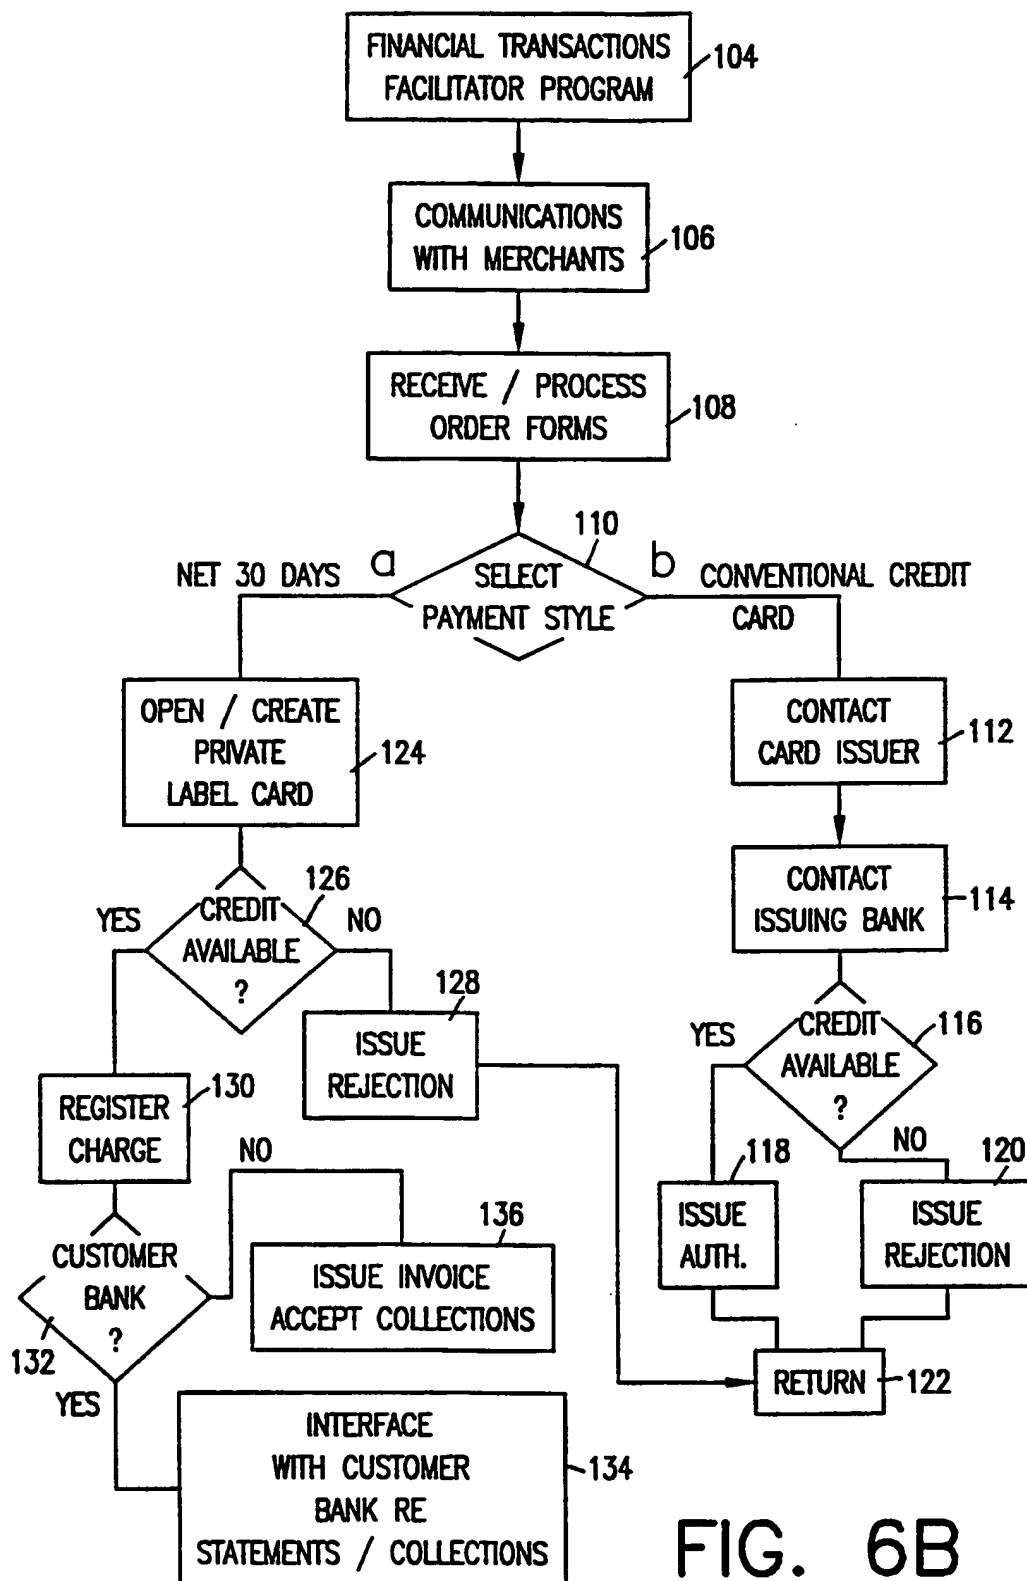 FINANCIAL TRANSACTIONS
FACILITATOR PROGRAM
104
COMMUNICATIONS
WITH MERCHANTS
106
RECEIVE / PROCESS
ORDER FORMS
108
110
a
b
NET 30 DAYS
SELECT
PAYMENT STYLE
CONVENTIONAL CREDIT
CARD
OPEN / CREATE
PRIVATE
LABEL CARD
124
CONTACT
CARD ISSUER
112
CONTACT
ISSUING BANK
114
126
YES
CREDIT
AVAILABLE
?
NO
128
ISSUE
REJECTION
YES
CREDIT
AVAILABLE
?
116
NO
130
REGISTER
CHARGE
118
ISSUE
AUTH.
120
ISSUE
REJECTION
NO
CUSTOMER
BANK
?
132
YES
136
ISSUE INVOICE
ACCEPT COLLECTIONS
RETURN
122
INTERFACE
WITH CUSTOMER
BANK RE
STATEMENTS / COLLECTIONS
134
FIG. 6B